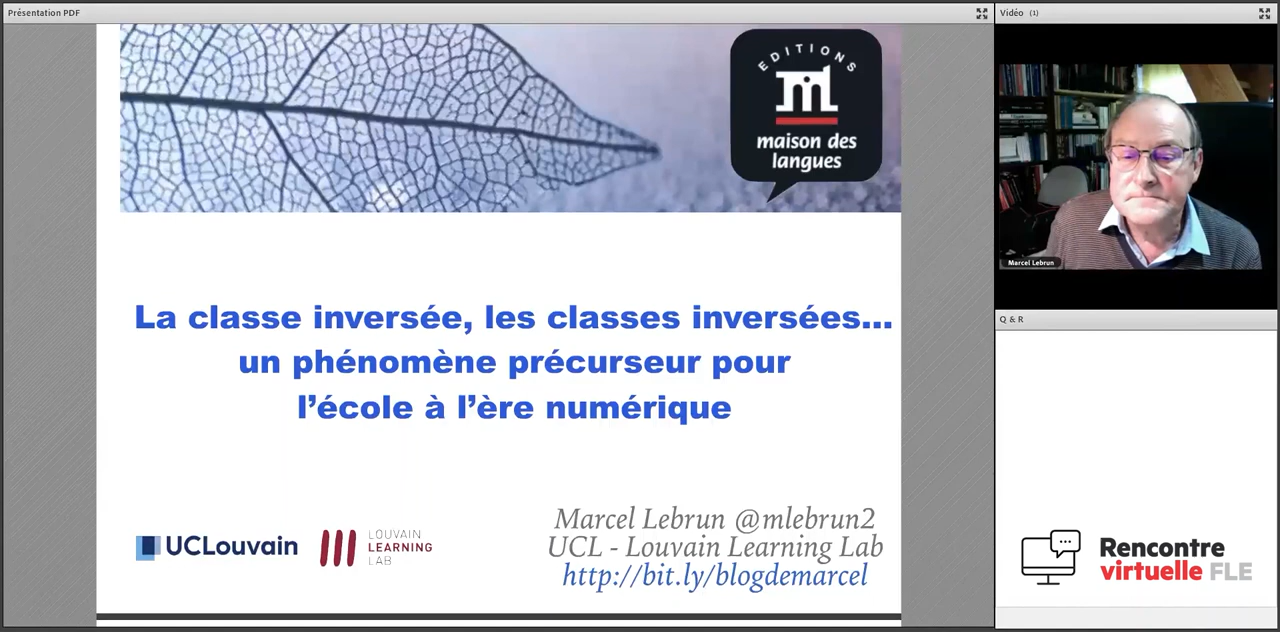 Présentation PDF
EDITIONS
maison des
langues
La classe inversée, les classes inversées...
un phénomène précurseur pour
l’école à l’ère numérique
UCLouvain
LOUVAIN
LEARNING
LAB
Marcel Lebrun @mlebrun2
UCL - Louvain Learning Lab
http://bit.ly/blogdemarcel
Vidéo (1)
Marcel Lebrun
Q & R
Rencontre
virtuelle FLE